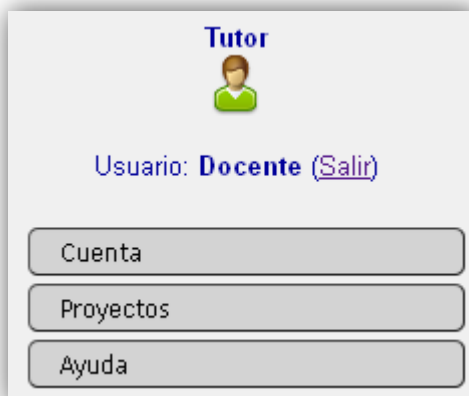 Tutor
Usuario: Docente (Salir)
Cuenta
Proyectos
Ayuda